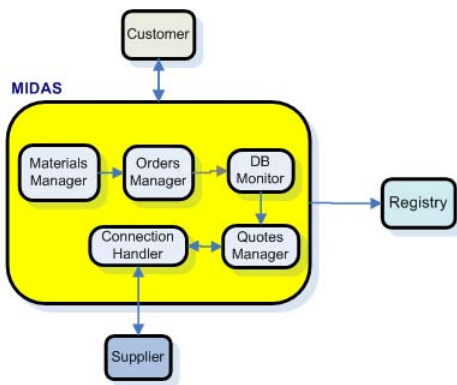 Customer
MIDAS
Materials
Manager
Orders
Manager
DB
Monitor
Registry
Connection
Handler
Quotes
Manager
Supplier